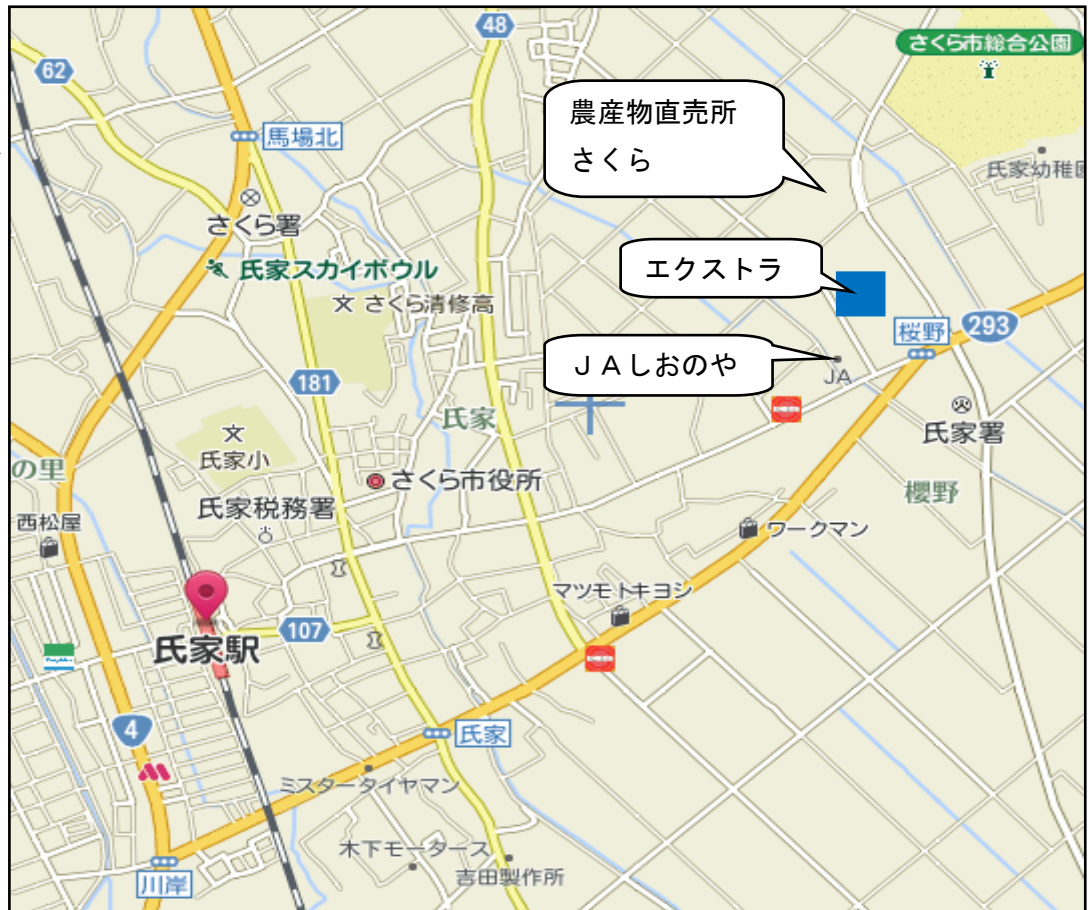 48
さくら市総合公園
62
農産物直売所
さくら
馬場北
氏家幼稚園
さくら署
氏家スカイボウル
エクストラ
さくら清修高
293
桜野
JAしおのや
JA
181
氏家
氏家署
氏家小
の里
さくら市役所
櫻野
氏家税務署
西松屋
ワークマン
マツモトキヨシ
107
氏家駅
4
氏家
ミスタータイヤマン
木下モータース
吉田製作所
川岸